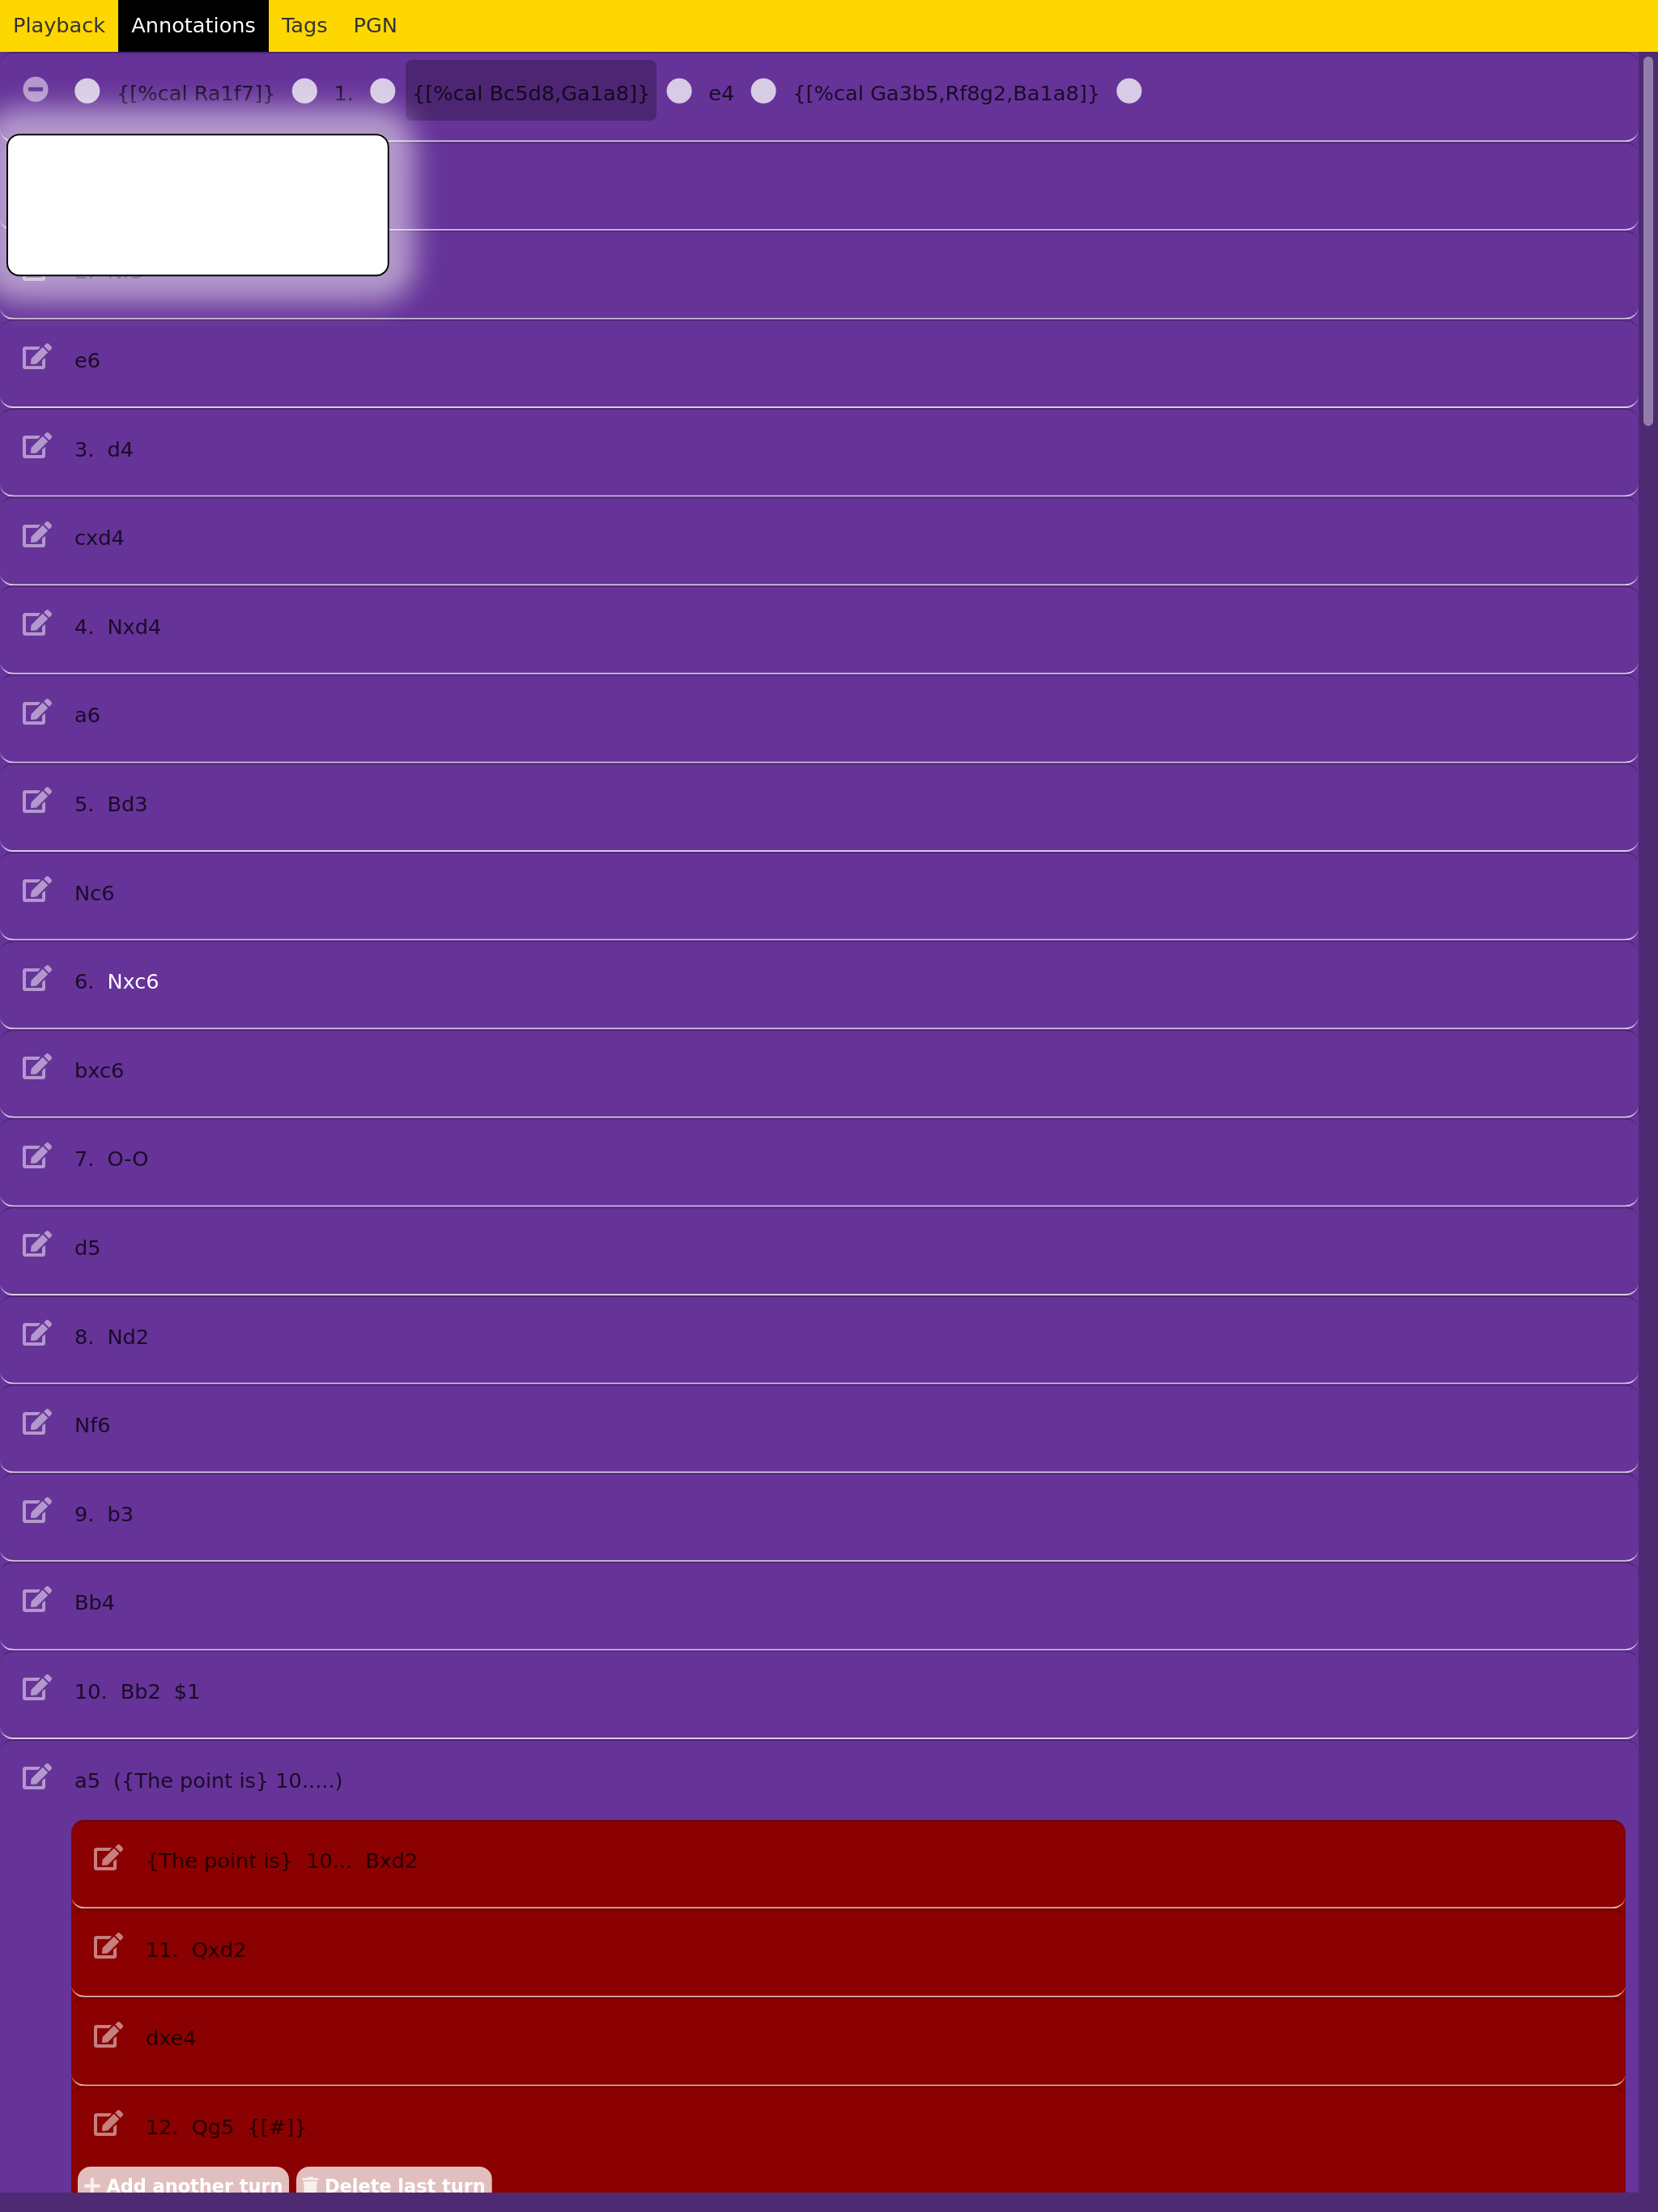 Playback Annotations Tags PGN
{[%cal Ra1f7]} 1. {[%cal Bc5d8,Ga1a8]} e4 {[%cal Ga3b5,Rf8g2,Ba1a8]}
e6
3. d4
cxd4
4. Nxd4
a6
5. Bd3
Nc6
6. Nxc6
bxc6
7. O-O
d5
8. Nd2
Nf6
9. b3
Bb4
10. Bb2 $1
a5 ({The point is} 10.....)
{The point is} 10... Bxd2
11. Qxd2
dxe4
12. Qg5 {[#]}
Add another turn Delete last turn